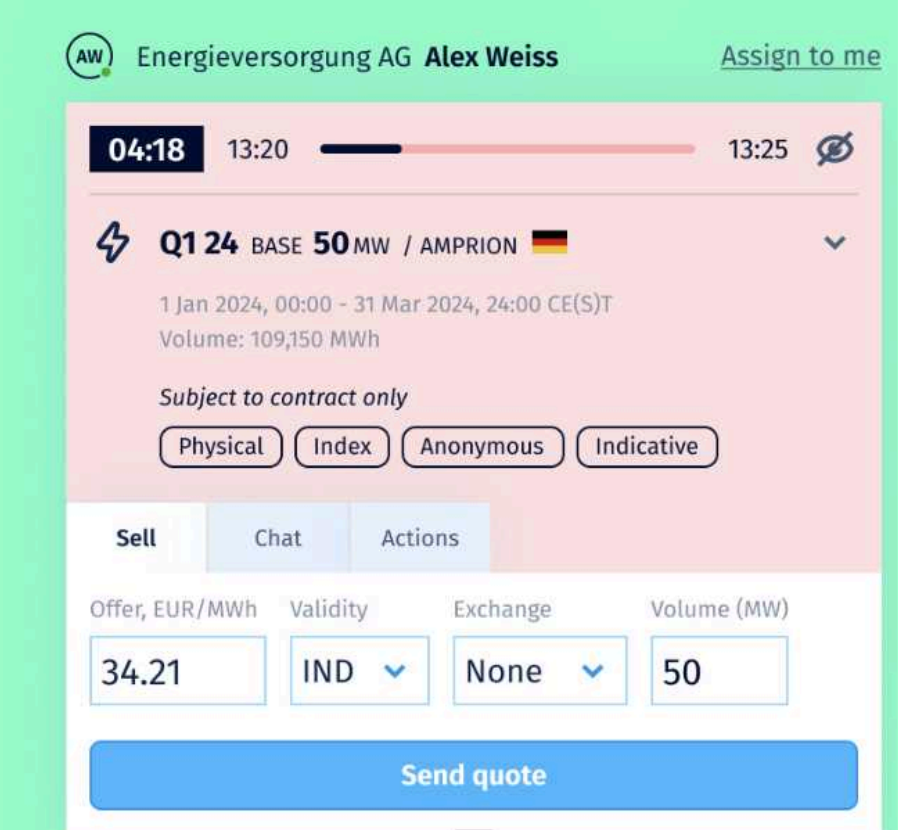 AW Energieversorgung AG Alex Weiss Assign to me
04:18 13:20 13:25
Q1 24 BASE 50 MW / AMPRION
1 Jan 2024, 00:00 - 31 Mar 2024, 24:00 CE(S)T
Volume: 109,150 MWh
Subject to contract only
Physical Index Anonymous Indicative
Sell Chat Actions
Offer, EUR/MWh Validity Exchange Volume (MW)
34.21 IND None 50
Send quote